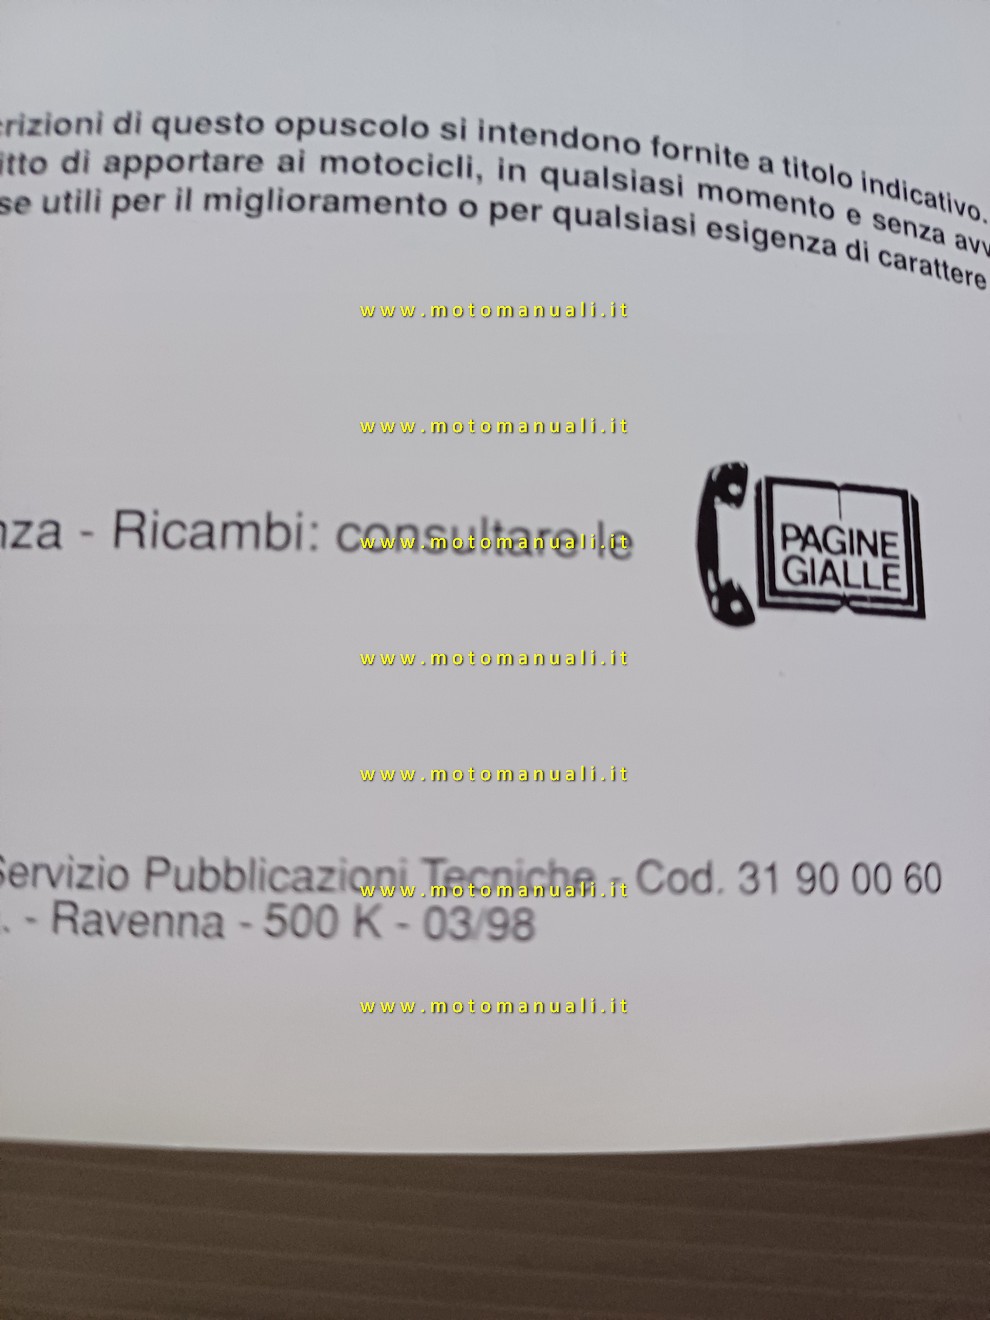 crizioni di questo opuscolo si intendono fornite a titolo indicativo.
itto di apportare ai motocicli, in qualsiasi momento e senza avv
se utili per il miglioramento o per qualsiasi esigenza di carattere
www.motomanuali.it
www.motomanuali.it
nza - Ricambi: consultare le
www.motomanuali.it
PAGINE
GIALLE
www.motomanuali.it
www.motomanuali.it
Servizio Pubblicazioni Tecniche - Cod. 31 90 00 60
www.motomanuali.it
. - Ravenna - 500 K - 03/98
www.motomanuali.it